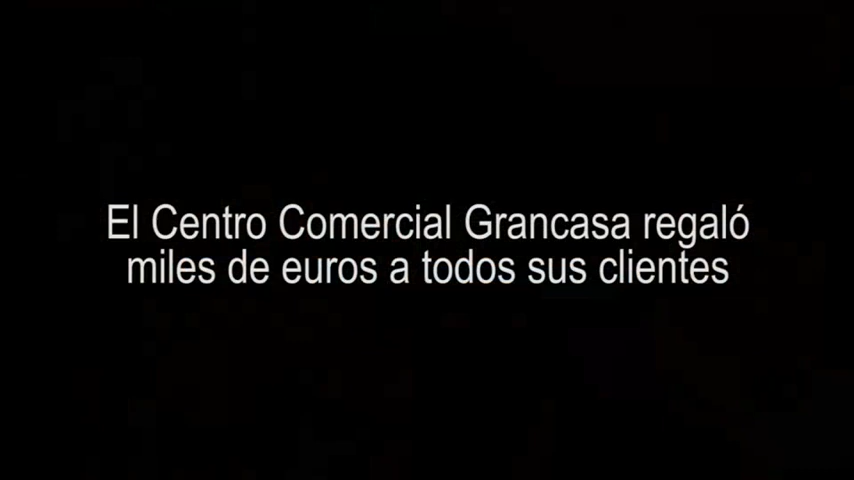 El Centro Comercial Grancasa regaló
miles de euros a todos sus clientes